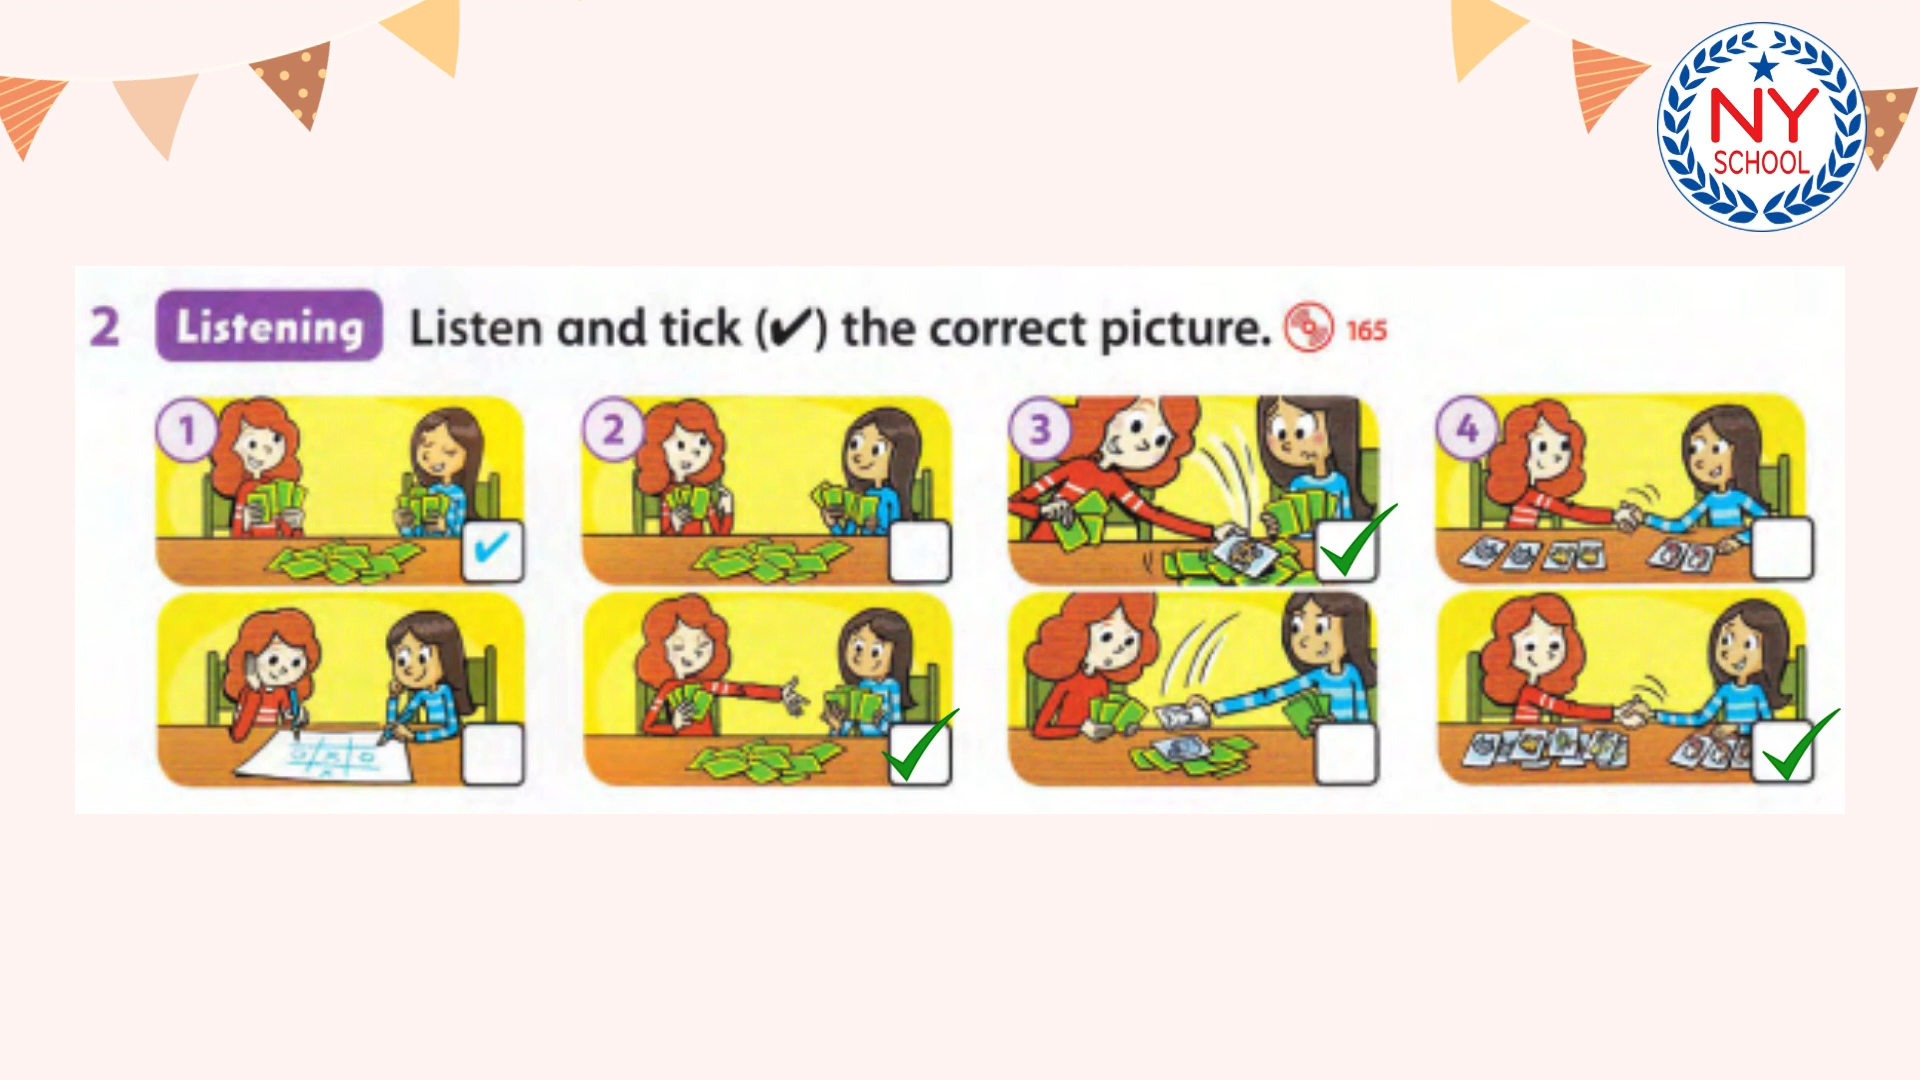 NY
SCHOOL
2 Listening Listen and tick (✔) the correct picture. 165
1
2
3
4